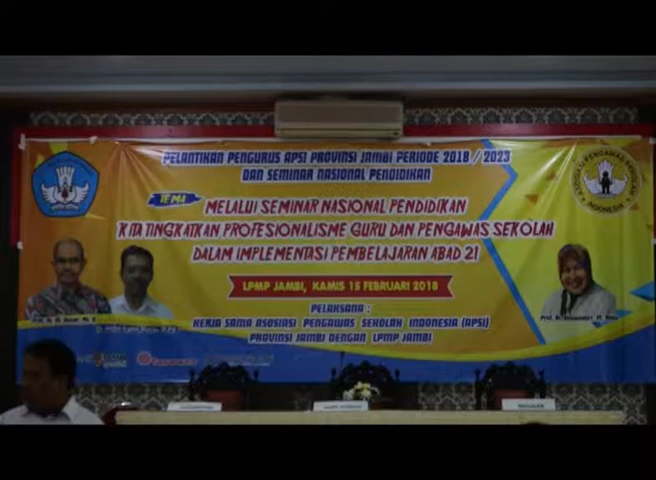 PELANTIKAN PENGURUS APSI PROVINSI JAMBI PERIODE 2018 / 2023
DAN SEMINAR NASIONAL PENDIDIKAN
TEMA
MELALUI SEMINAR NASIONAL PENDIDIKAN
KITA TINGKATKAN PROFESIONALISME GURU DAN PENGAWAS SEKOLAH
DALAM IMPLEMENTASI PEMBELAJARAN ABAD 21
LPMP JAMBI, KAMIS 15 FEBRUARI 2018
PELAKSANA :
KERJA SAMA ASOSIASI PENGAWAS SEKOLAH INDONESIA (APSI)
PROVINSI JAMBI DENGAN LPMP JAMBI
PENGAWAS
INDONESIA